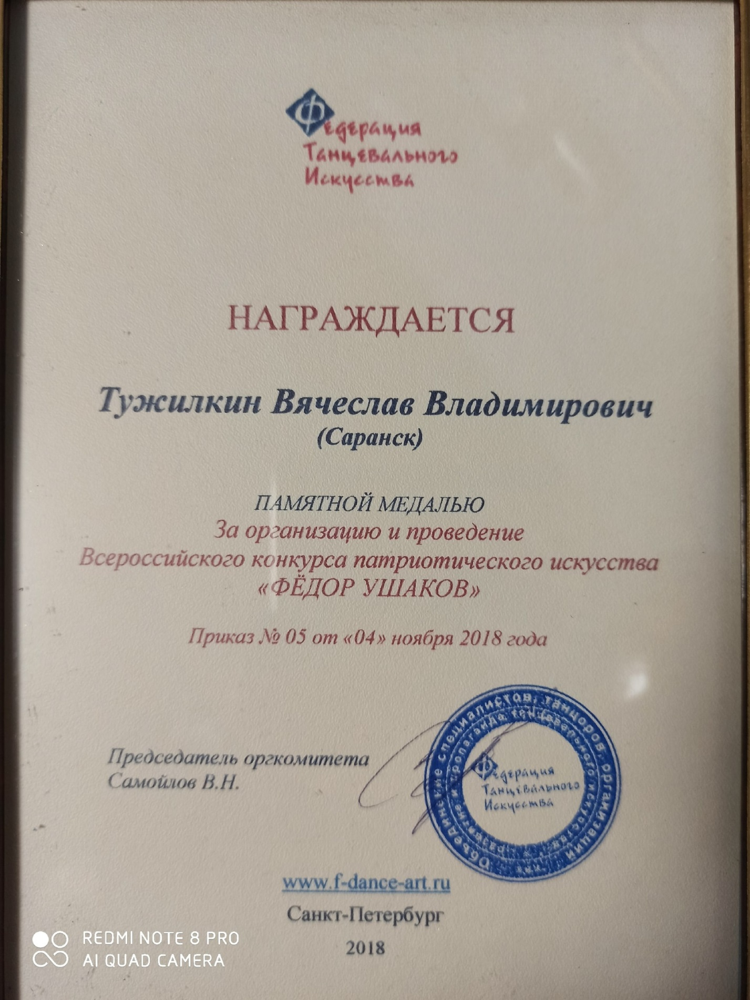 Федерация
Танцевального
Искусства
НАГРАЖДАЕТСЯ
Тужилкин Вячеслав Владимирович
(Саранск)
ПАМЯТНОЙ МЕДАЛЬЮ
За организацию и проведение
Всероссийского конкурса патриотического искусства
«ФЁДОР УШАКОВ»
Приказ № 05 от «04» ноября 2018 года
Председатель оргкомитета
Самойлов В.Н.
Объединение специалистов, танцоров, организаций
развитие и пропаганда танцевального искусства
Федерация
Танцевального
Искусства
www.f-dance-art.ru
Санкт-Петербург
2018
REDMI NOTE 8 PRO
AI QUAD CAMERA